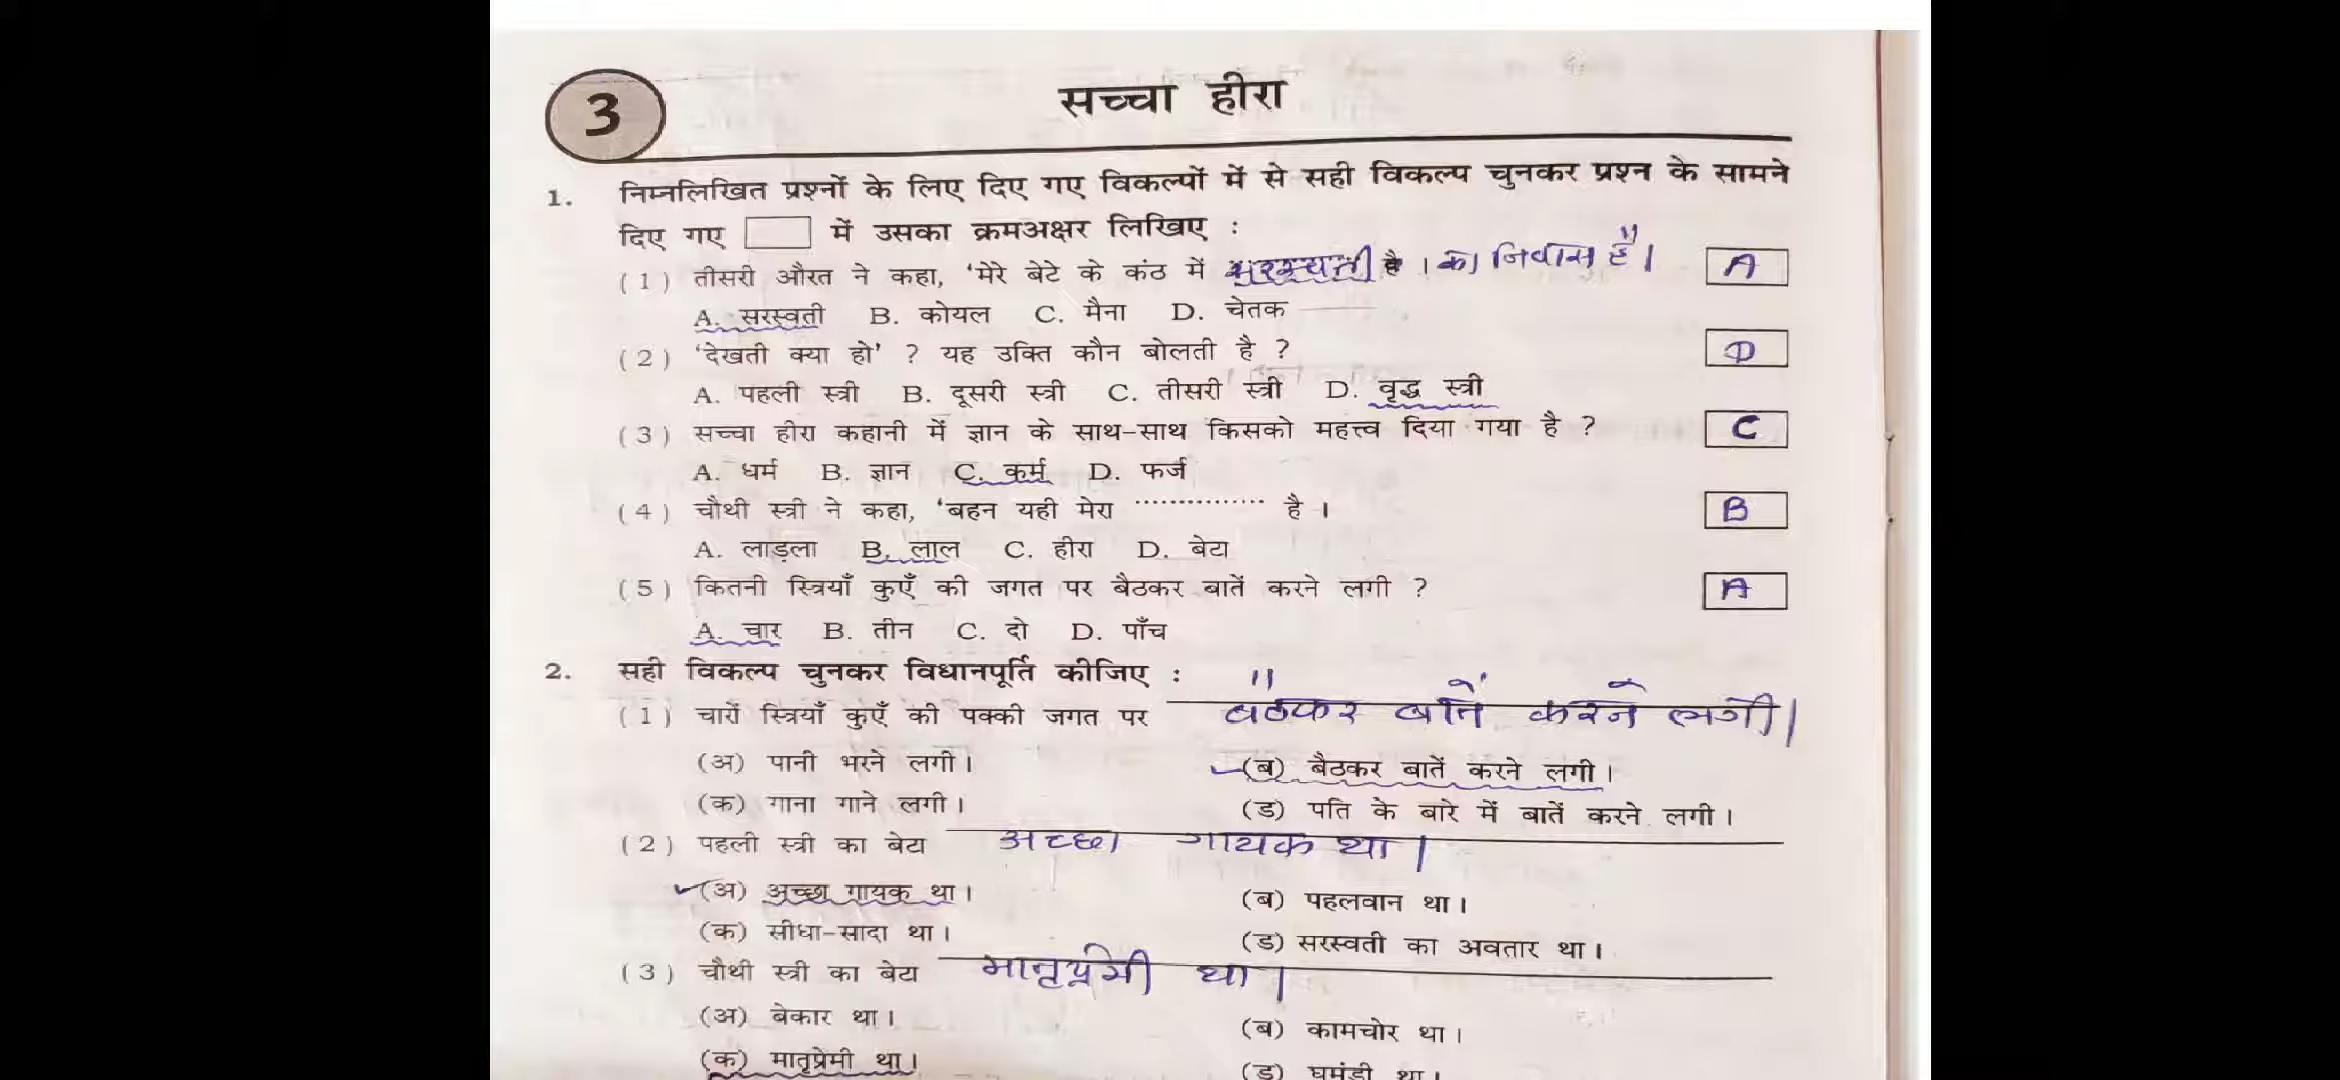 3 सच्चा हीरा
1. निम्नलिखित प्रश्नों के लिए दिए गए विकल्पों में से सही विकल्प चुनकर प्रश्न के सामने
दिए गए में उसका क्रमअक्षर लिखिए :
(1) तीसरी औरत ने कहा, 'मेरे बेटे के कंठ में सरस्वती है । का निवास है । A
A. सरस्वती B. कोयल C. मैना D. चेतक
(2) 'देखती क्या हो' ? यह उक्ति कौन बोलती है ? D
A. पहली स्त्री B. दूसरी स्त्री C. तीसरी स्त्री D. वृद्ध स्त्री
(3) सच्चा हीरा कहानी में ज्ञान के साथ-साथ किसको महत्त्व दिया गया है ? C
A. धर्म B. ज्ञान C. कर्म D. फर्ज
(4) चौथी स्त्री ने कहा, 'बहन यही मेरा ............... है । B
A. लाड़ला B. लाल C. हीरा D. बेटा
(5) कितनी स्त्रियाँ कुएँ की जगत पर बैठकर बातें करने लगी ? A
A. चार B. तीन C. दो D. पाँच
2. सही विकल्प चुनकर विधानपूर्ति कीजिए :
(1) चारों स्त्रियाँ कुएँ की पक्की जगत पर बैठकर बातें करने लगी।
(अ) पानी भरने लगी। (ब) बैठकर बातें करने लगी।
(क) गाना गाने लगी। (ड) पति के बारे में बातें करने लगी।
(2) पहली स्त्री का बेटा अच्छा गायक था।
(अ) अच्छा गायक था। (ब) पहलवान था।
(क) सीधा-सादा था। (ड) सरस्वती का अवतार था।
(3) चौथी स्त्री का बेटा मातृप्रेमी था।
(अ) बेकार था। (ब) कामचोर था।
(क) मातृप्रेमी था। (ड) घमंडी था।